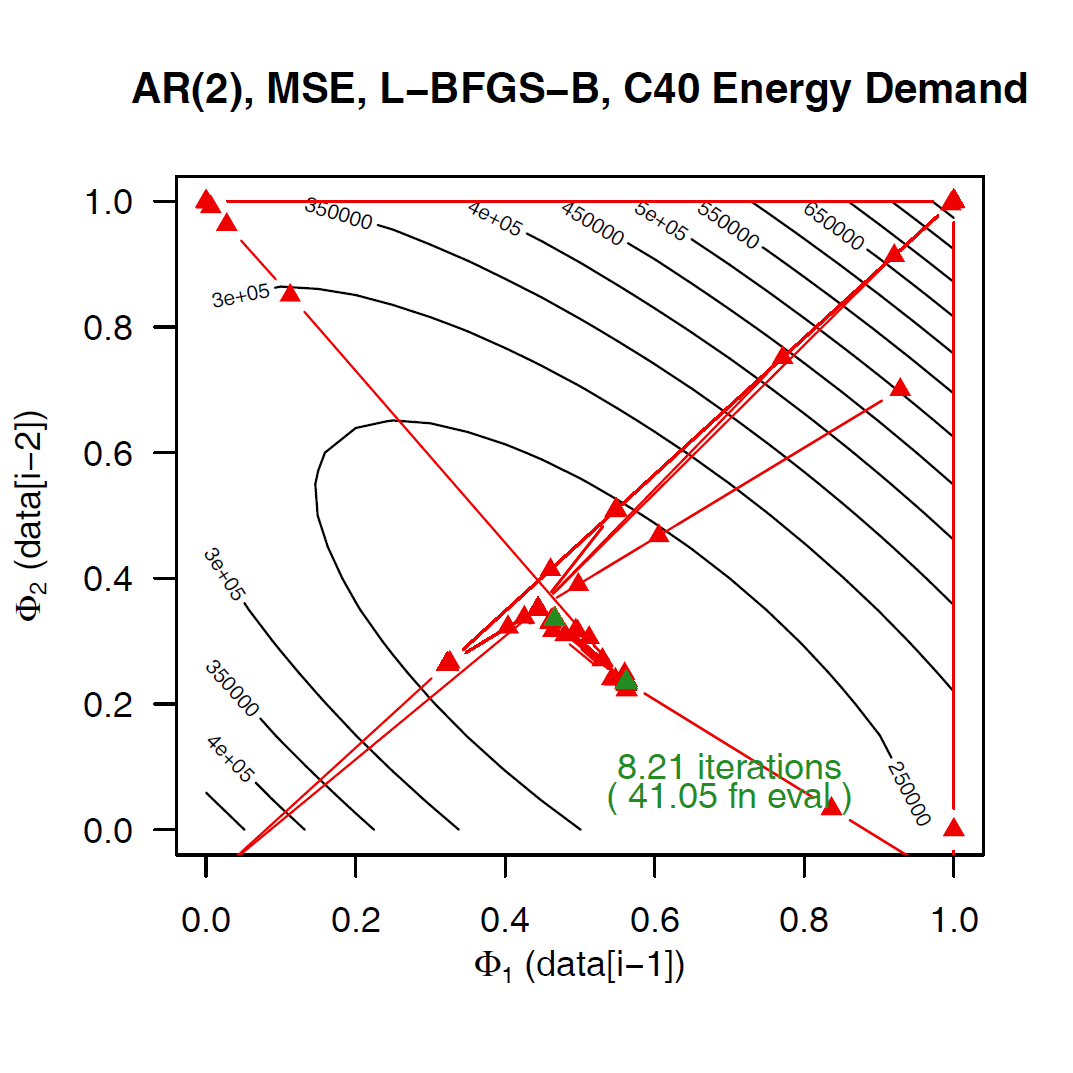 AR(2), MSE, L−BFGS−B, C40 Energy Demand
Φ2 (data[i−2])
1.0
0.8
0.6
0.4
0.2
0.0
350000
4e+05
450000
5e+05
550000
650000
3e+05
3e+05
350000
4e+05
250000
8.21 iterations
( 41.05 fn eval )
0.0 0.2 0.4 0.6 0.8 1.0
Φ1 (data[i−1])